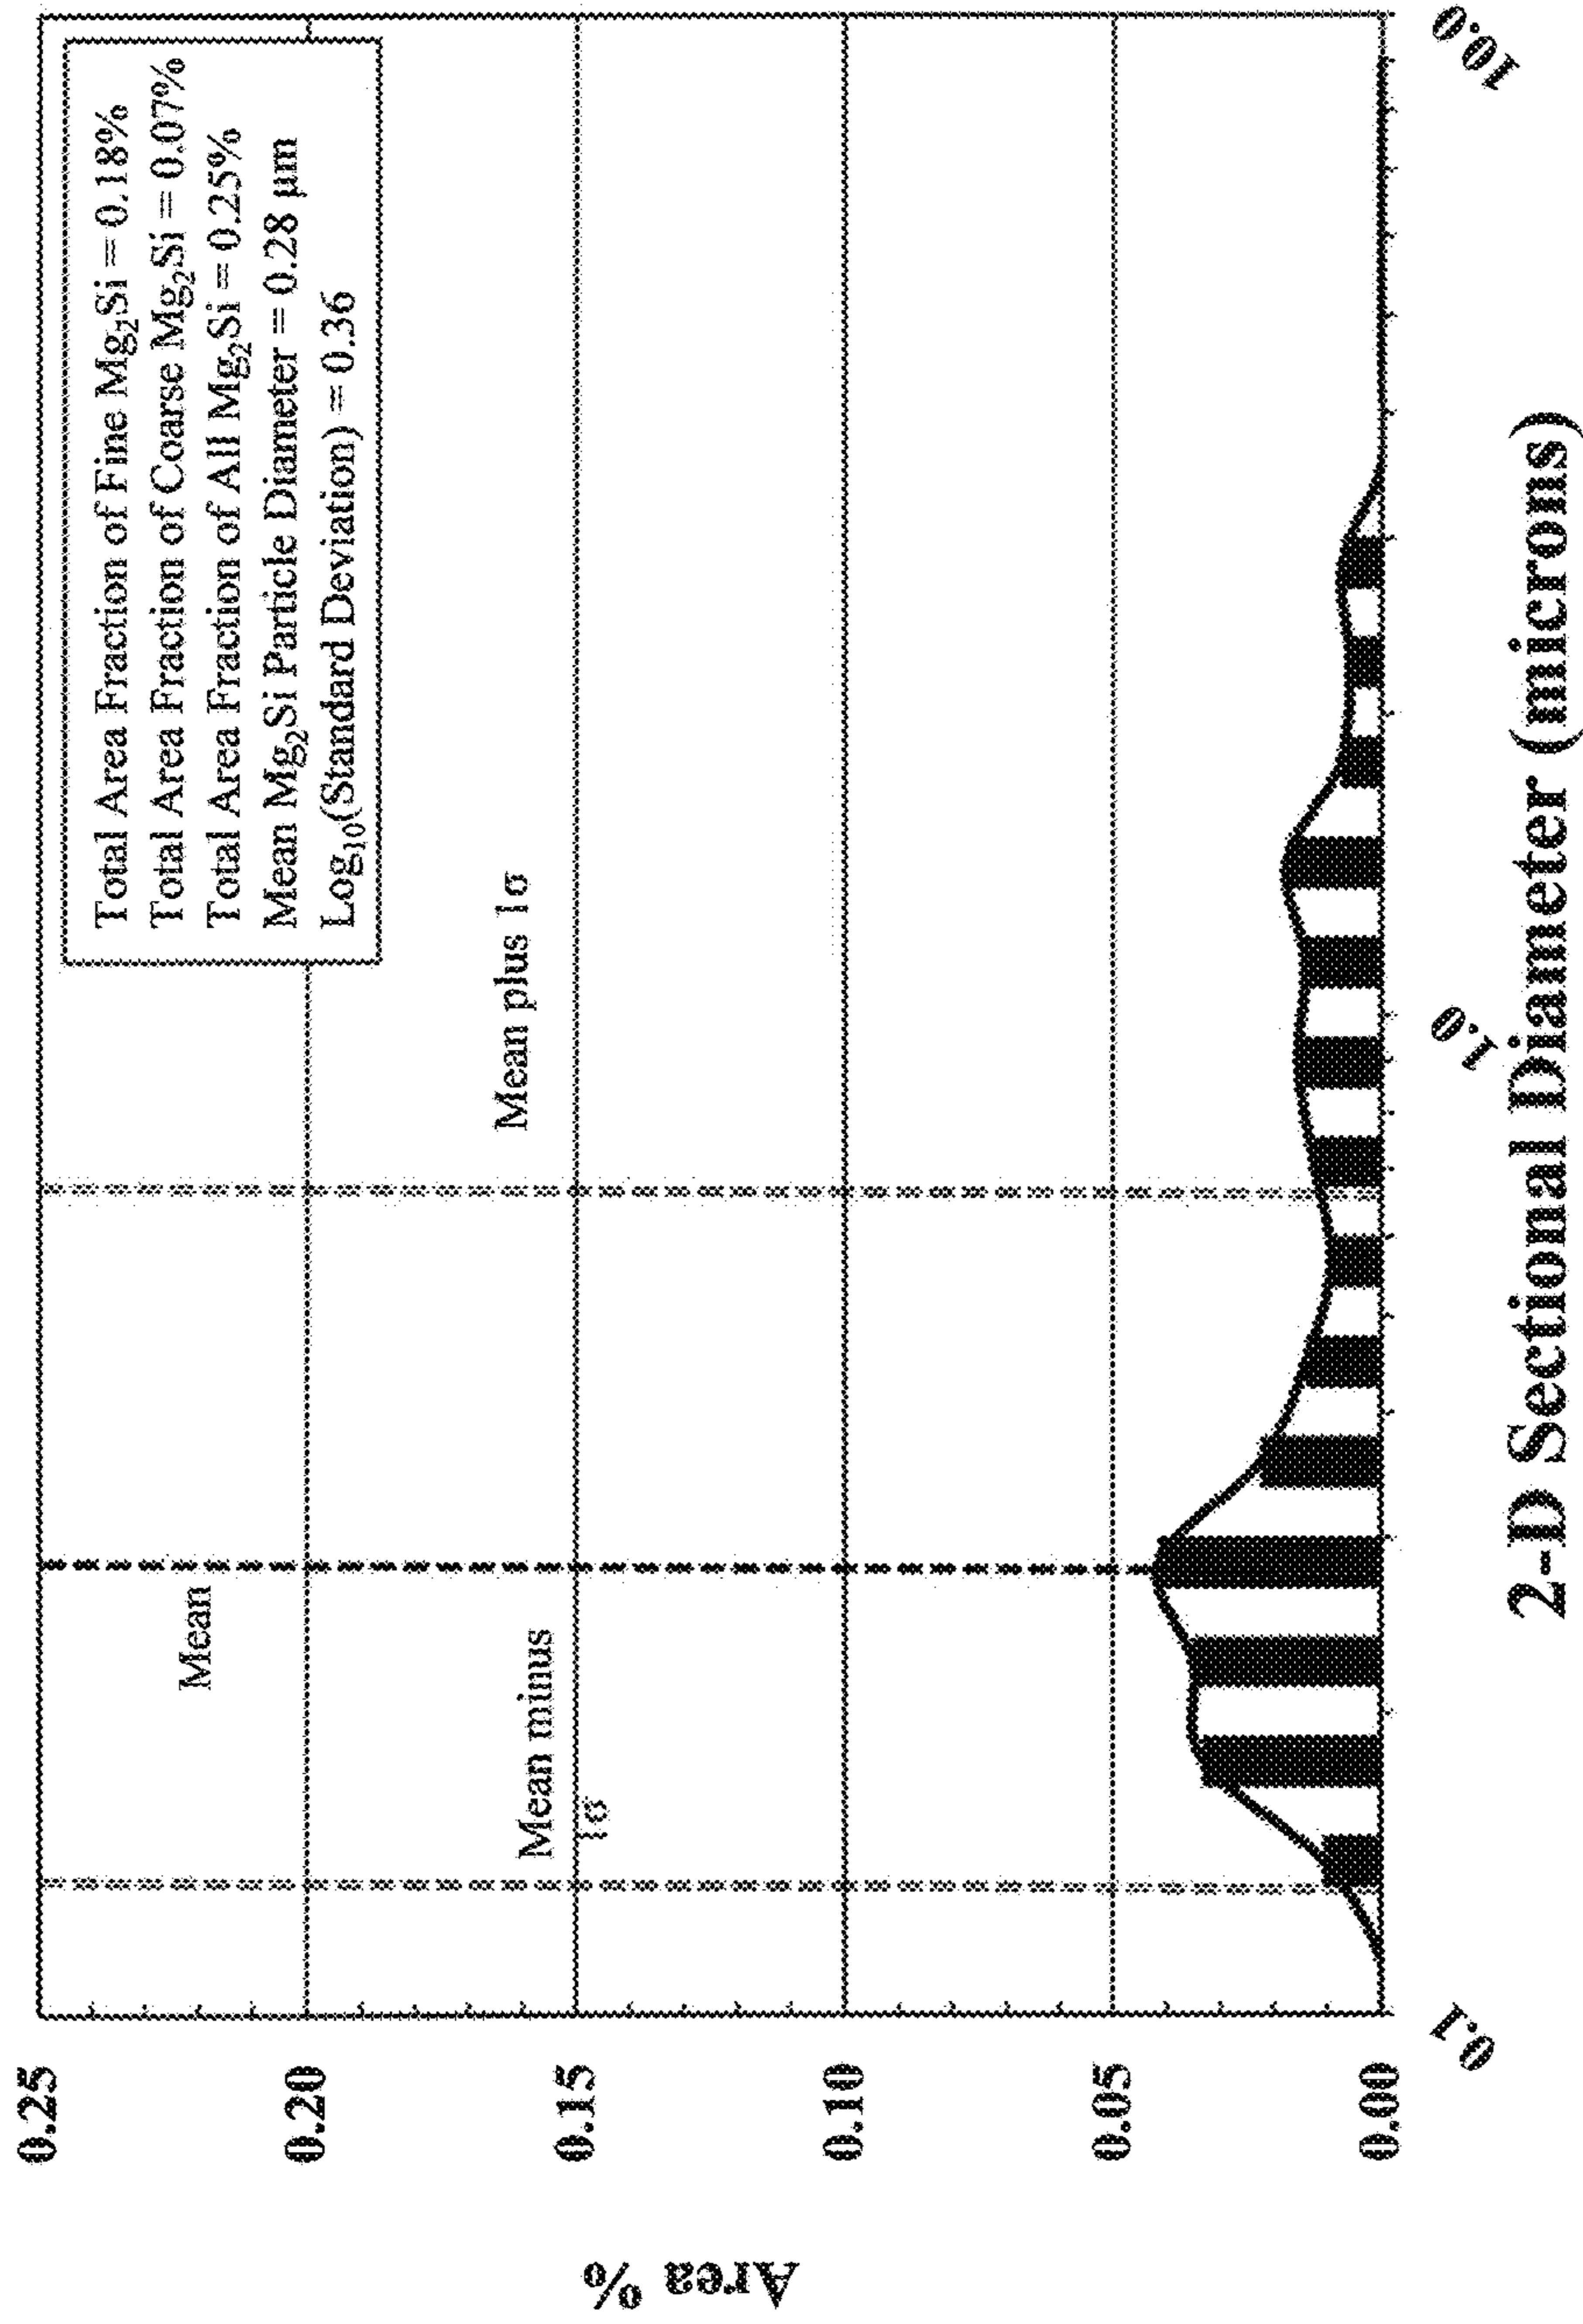 Total Area Fraction of Fine Mg₂Si = 0.18%
Total Area Fraction of Coarse Mg₂Si = 0.07%
Total Area Fraction of All Mg₂Si = 0.25%
Mean Mg₂Si Particle Diameter = 0.28 µm
Log₁₀(Standard Deviation) = 0.36
Mean
Mean minus
1σ
Mean plus 1σ
Area %
0.25
0.20
0.15
0.10
0.05
0.00
0.1
1.0
10.0
2-D Sectional Diameter (microns)